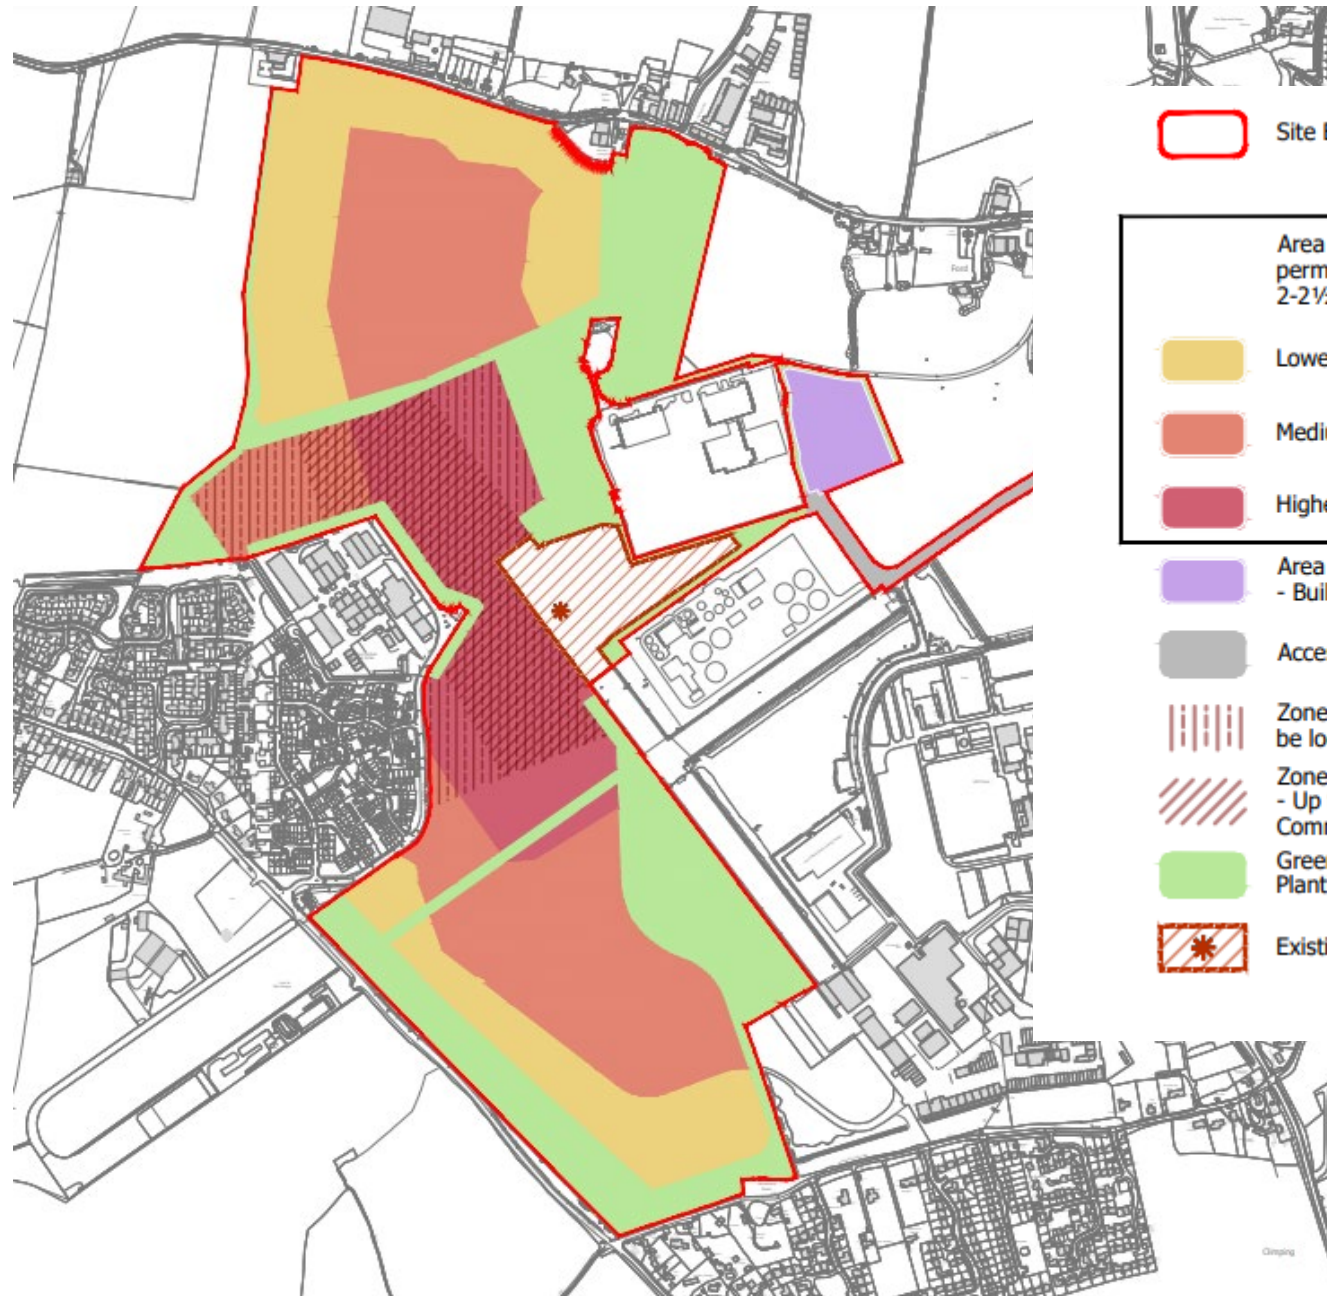 Site
Area
perm
2-2½
Lowe
Medi
Highe
Area
- Buil
Acce
Zone
be lo
Zone
- Up
Comm
Green
Plant
Existi
Ford
Climping